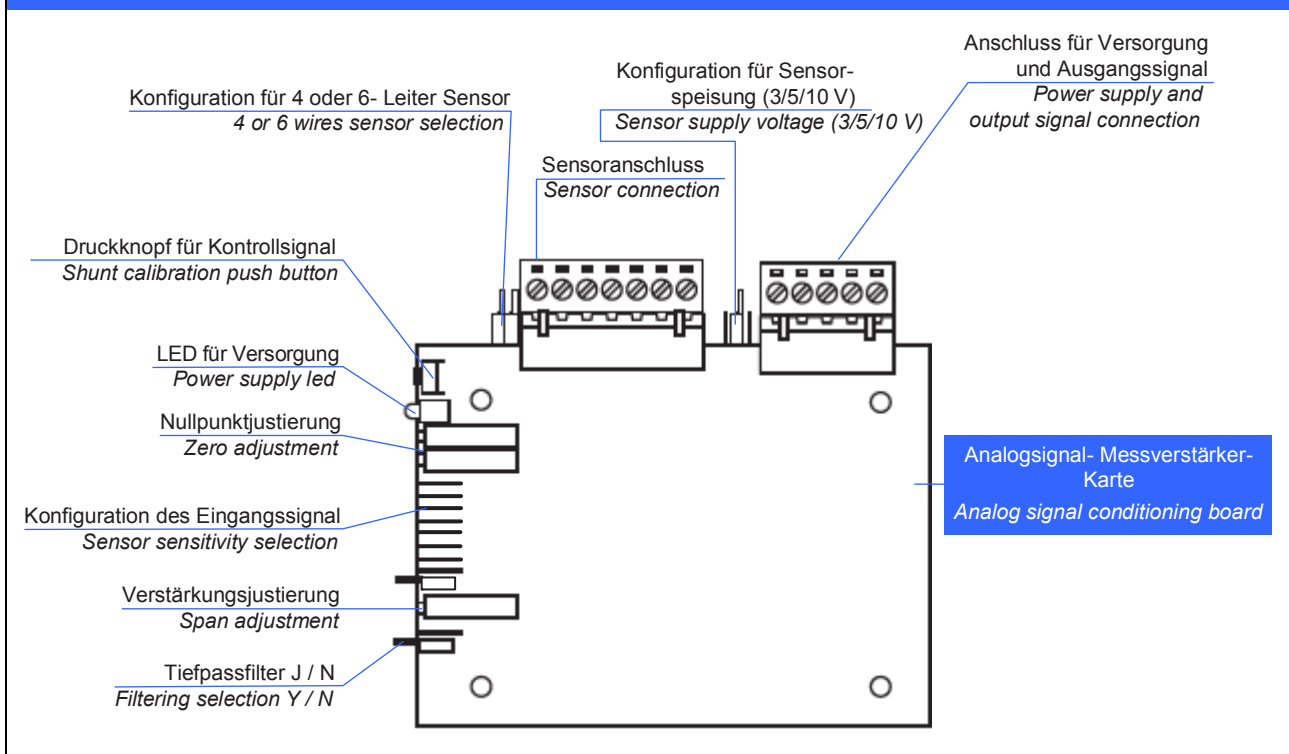 Anschluss für Versorgung
und Ausgangssignal
Power supply and
output signal connection
Konfiguration für Sensor-
speisung (3/5/10 V)
Sensor supply voltage (3/5/10 V)
Konfiguration für 4 oder 6- Leiter Sensor
4 or 6 wires sensor selection
Sensoranschluss
Sensor connection
Druckknopf für Kontrollsignal
Shunt calibration push button
LED für Versorgung
Power supply led
Nullpunktjustierung
Zero adjustment
Konfiguration des Eingangssignal
Sensor sensitivity selection
Verstärkungsjustierung
Span adjustment
Tiefpassfilter J / N
Filtering selection Y / N
Analogsignal- Messverstärker-
Karte
Analog signal conditioning board